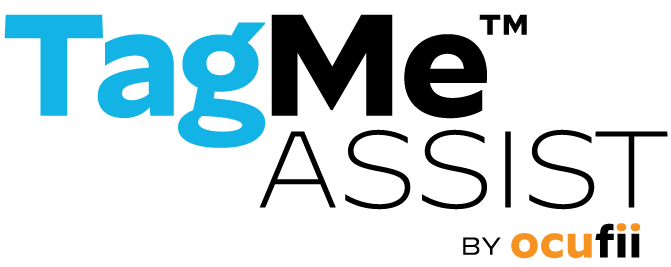 TagMe™
ASSIST
BY ocufii